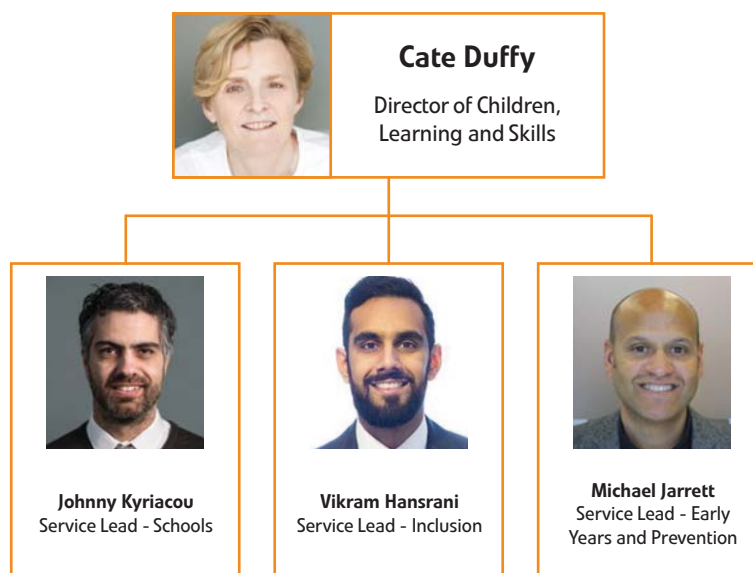 Cate Duffy
Director of Children,
Learning and Skills
Johnny Kyriacou
Service Lead - Schools
Vikram Hansrani
Service Lead - Inclusion
Michael Jarrett
Service Lead - Early
Years and Prevention